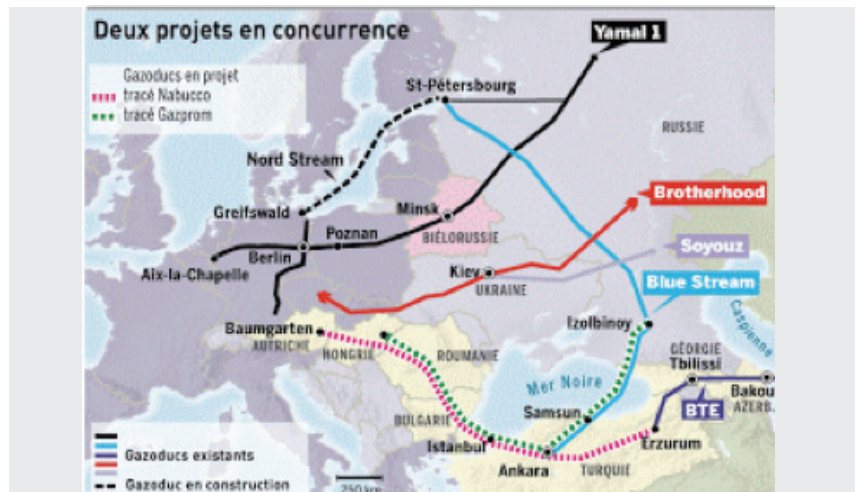 Deux projets en concurrence
Yamal 1
Gazoducs en projet
tracé Nabucco
tracé Gazprom
St-Pétersbourg
RUSSIE
Nord Stream
Brotherhood
Greifswald
Minsk
Poznan
BIÉLORUSSIE
Berlin
Soyouz
Aix-la-Chapelle
Kiev
UKRAINE
Blue Stream
Baumgarten
AUTRICHE
HONGRIE
ROUMANIE
Izolbinoy
Caspienne
GÉORGIE
Tbilissi
Mer Noire
Bakou
AZERB.
Samsun
BTE
BULGARIE
Istanbul
Erzurum
Ankara
TURQUIE
Gazoducs existants
Gazoduc en construction
250 km